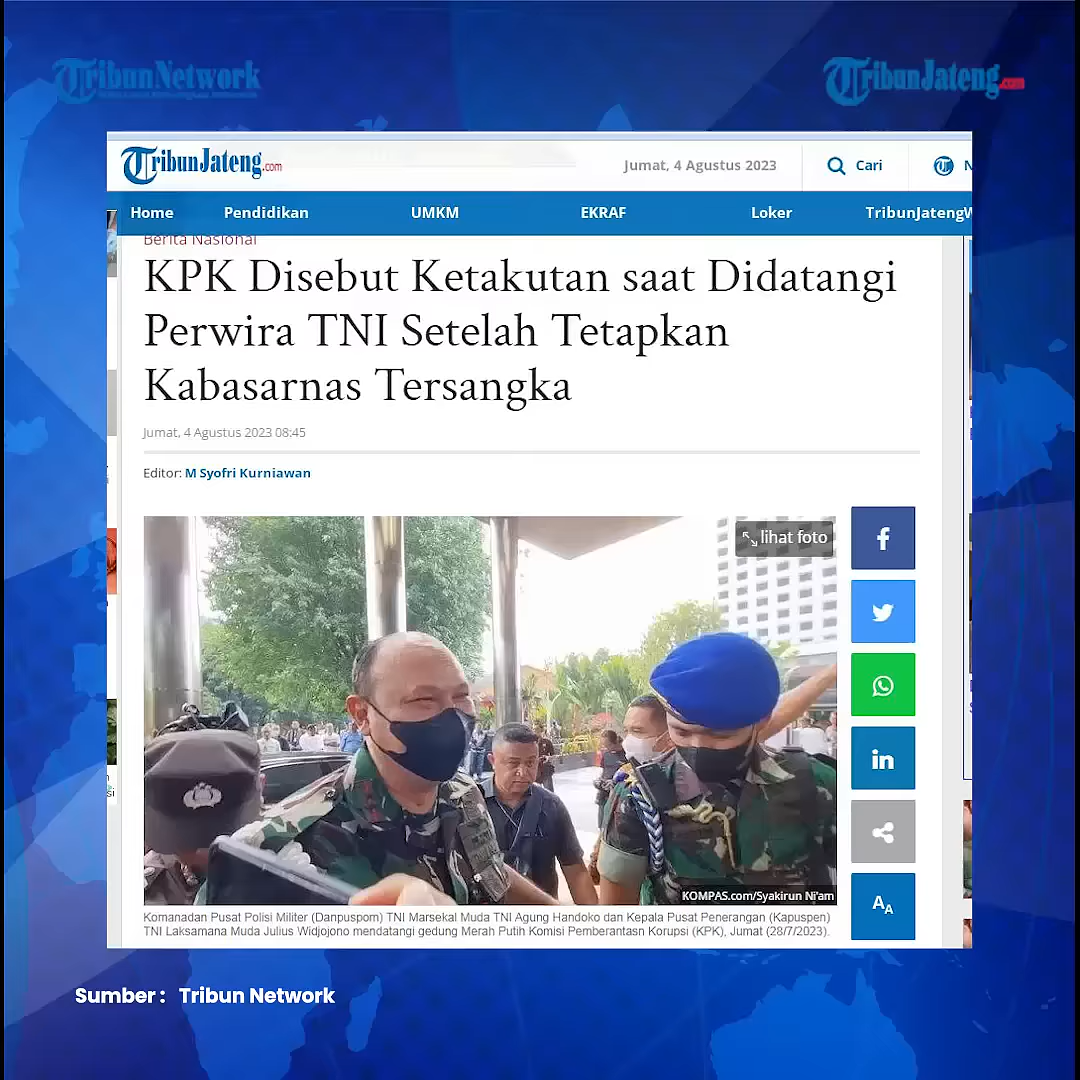 TribunNetwork
TribunJateng.com
TribunJateng.com
Jumat, 4 Agustus 2023
Cari
N
Home Pendidikan UMKM EKRAF Loker TribunJatengW
Berita Nasional
KPK Disebut Ketakutan saat Didatangi
Perwira TNI Setelah Tetapkan
Kabasarnas Tersangka
Jumat, 4 Agustus 2023 08:45
Editor: M Syofri Kurniawan
lihat foto
KOMPAS.com/Syakirun Ni'am
Komanadan Pusat Polisi Militer (Danpuspom) TNI Marsekal Muda TNI Agung Handoko dan Kepala Pusat Penerangan (Kapuspen)
TNI Laksamana Muda Julius Widjojono mendatangi gedung Merah Putih Komisi Pemberantasn Korupsi (KPK), Jumat (28/7/2023).
AA
Sumber : Tribun Network